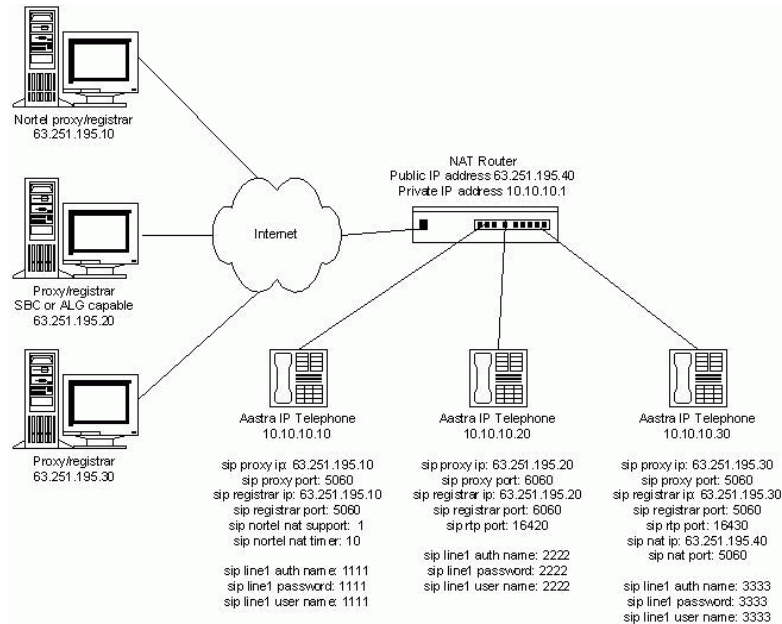 Nortel proxy/registrar
63.251.195.10
NAT Router
Public IP address 63.251.195.40
Private IP address 10.10.10.1
Internet
Proxy/registrar
SBC or ALG capable
63.251.195.20
Proxy/registrar
63.251.195.30
Aastra IP Telephone
10.10.10.10
sip proxy ip: 63.251.195.10
sip proxy port: 5060
sip registrar ip: 63.251.195.10
sip registrar port: 5060
sip nortel nat support: 1
sip nortel nat timer: 10
sip line1 auth name: 1111
sip line1 password: 1111
sip line1 user name: 1111
Aastra IP Telephone
10.10.10.20
sip proxy ip: 63.251.195.20
sip proxy port: 6060
sip registrar ip: 63.251.195.20
sip registrar port: 6060
sip rtp port: 16420
sip line1 auth name: 2222
sip line1 password: 2222
sip line1 user name: 2222
Aastra IP Telephone
10.10.10.30
sip proxy ip: 63.251.195.30
sip proxy port: 5060
sip registrar ip: 63.251.195.30
sip registrar port: 5060
sip rtp port: 16430
sip nat ip: 63.251.195.40
sip nat port: 5060
sip line1 auth name: 3333
sip line1 password: 3333
sip line1 user name: 3333